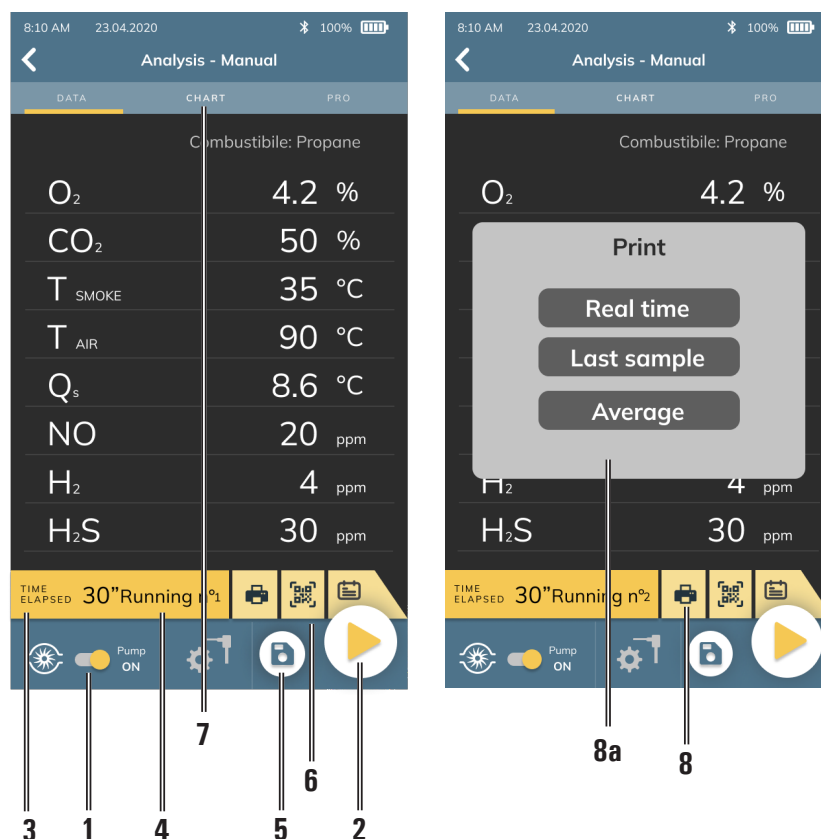 8:10 AM 23.04.2020 100%
Analysis - Manual
DATA CHART PRO
Combustibile: Propane
O₂ 4.2 %
CO₂ 50 %
T SMOKE 35 °C
T AIR 90 °C
Qₛ 8.6 °C
NO 20 ppm
H₂ 4 ppm
H₂S 30 ppm
TIME
ELAPSED 30” Running nº1
Pump
ON
7
6
3 1 4 5 2
8:10 AM 23.04.2020 100%
Analysis - Manual
DATA CHART PRO
Combustibile: Propane
O₂ 4.2 %
Print
Real time
Last sample
Average
H₂ 4 ppm
H₂S 30 ppm
TIME
ELAPSED 30” Running nº2
Pump
ON
8a 8